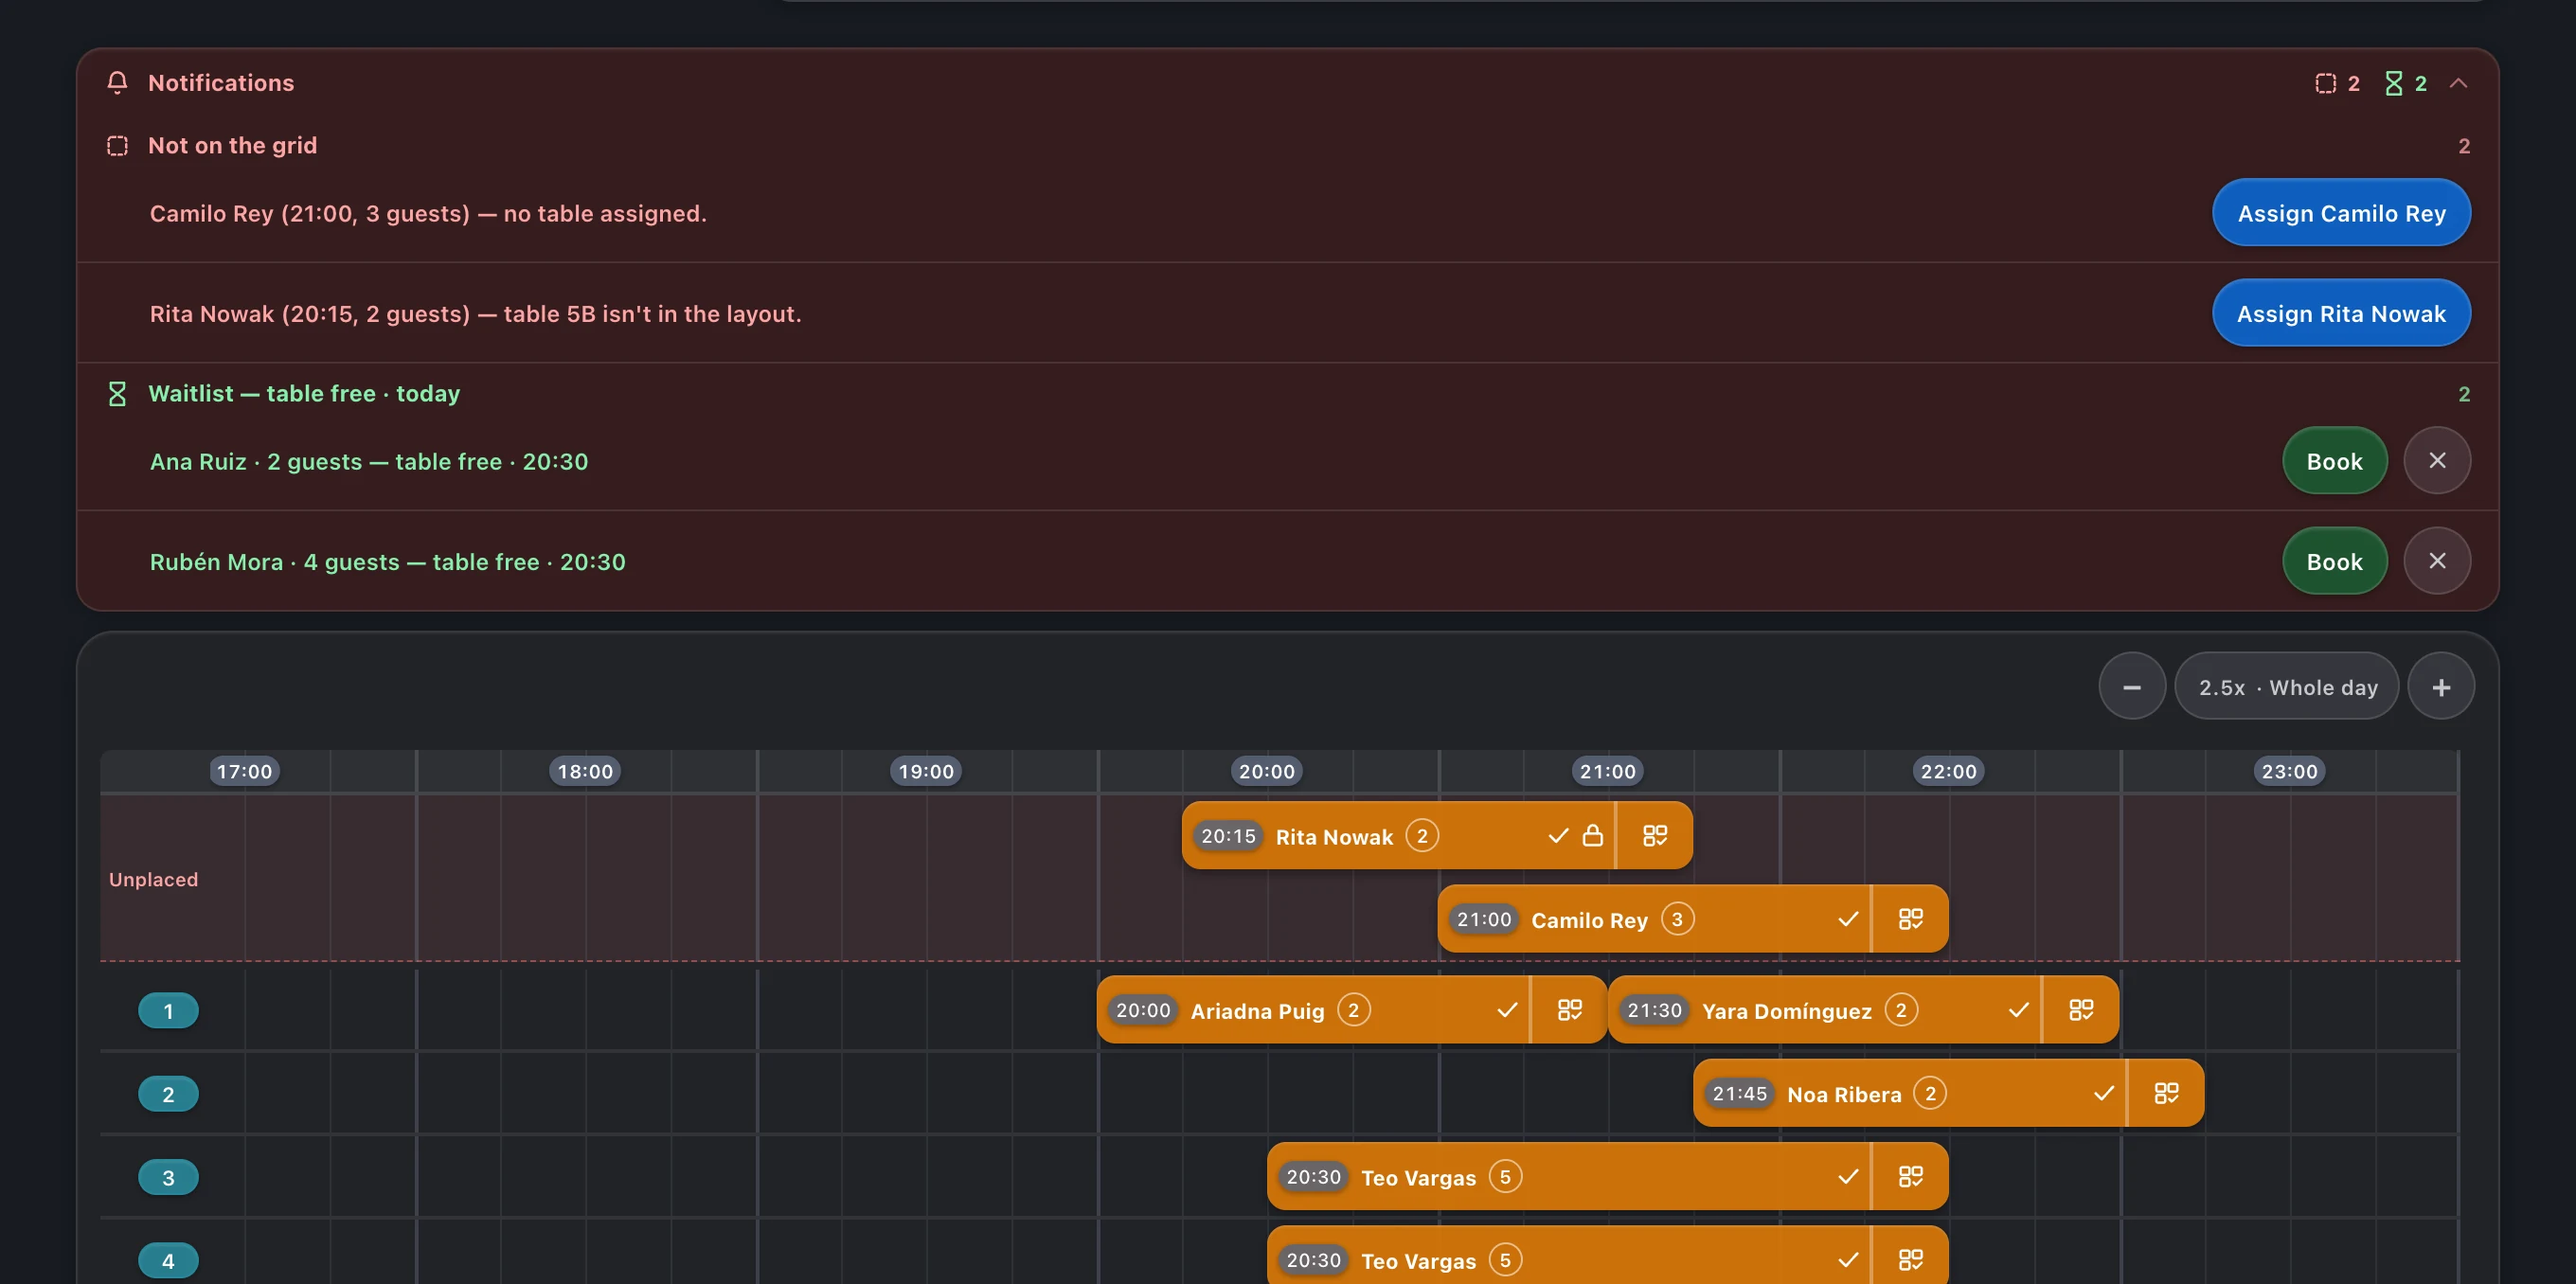 Notifications 2 2
Not on the grid 2
Camilo Rey (21:00, 3 guests) — no table assigned. Assign Camilo Rey
Rita Nowak (20:15, 2 guests) — table 5B isn't in the layout. Assign Rita Nowak
Waitlist — table free · today 2
Ana Ruiz · 2 guests — table free · 20:30 Book
Rubén Mora · 4 guests — table free · 20:30 Book
2.5x · Whole day
17:00 18:00 19:00 20:00 21:00 22:00 23:00
Unplaced
20:15 Rita Nowak 2
21:00 Camilo Rey 3
1 20:00 Ariadna Puig 2 21:30 Yara Domínguez 2
2 21:45 Noa Ribera 2
3 20:30 Teo Vargas 5
4 20:30 Teo Vargas 5